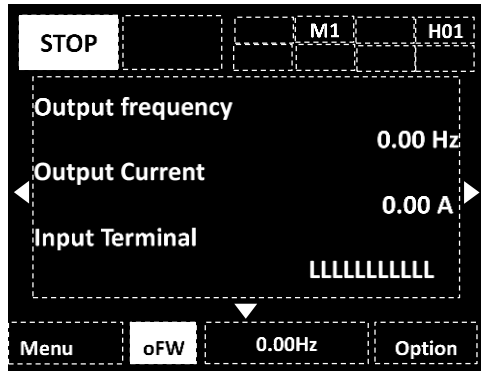 STOP
M1
H01
Output frequency
0.00 Hz
Output Current
0.00 A
Input Terminal
LLLLLLLLLLL
Menu
oFW
0.00Hz
Option